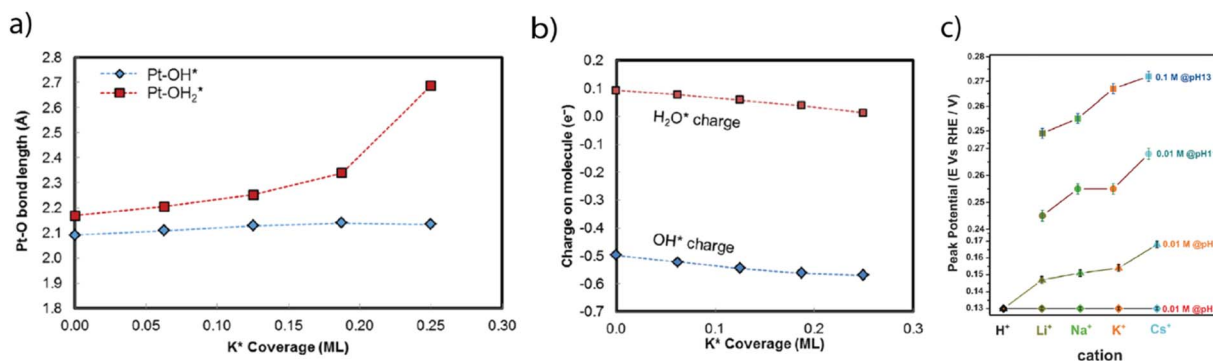 a)
2.8
2.7
2.6
2.5
2.4
2.3
2.2
2.1
2.0
1.9
1.8
Pt-O bond length (Å)
Pt-OH*
Pt-OH₂*
0.00
0.05
0.10
0.15
0.20
0.25
0.30
K* Coverage (ML)
b)
0.2
0.1
0.0
-0.1
-0.2
-0.3
-0.4
-0.5
-0.6
-0.7
Charge on molecule (e⁻)
H₂O* charge
OH* charge
0.0
0.1
0.2
0.3
K* Coverage (ML)
c)
0.27
0.26
0.25
0.27
0.26
0.25
0.24
0.17
0.16
0.15
0.14
0.13
Peak Potential (E Vs RHE / V)
0.1 M @pH13
0.01 M @pH1
0.01 M @pH
0.01 M @pH
H⁺
Li⁺
Na⁺
K⁺
Cs⁺
cation